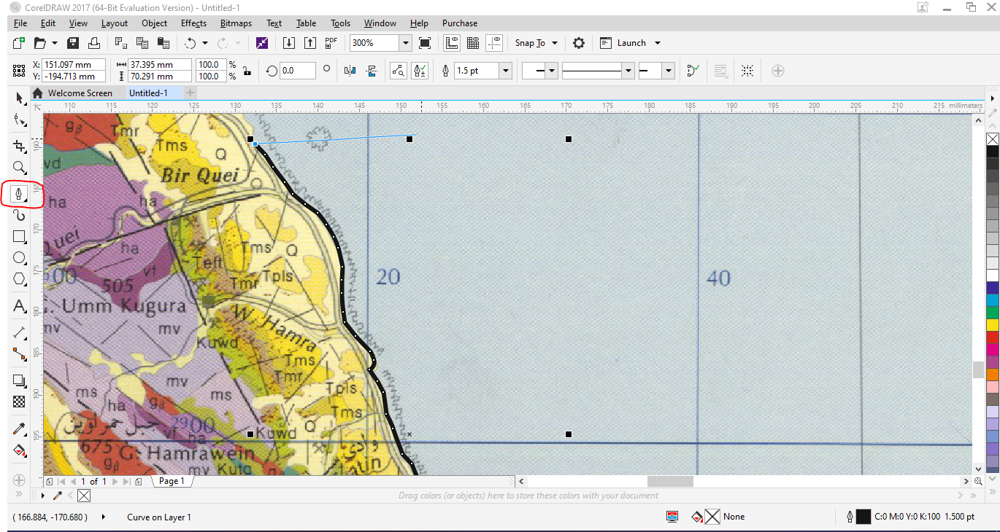 CorelDRAW 2017 (64-Bit Evaluation Version) - Untitled-1
File Edit View Layout Object Effects Bitmaps Text Table Tools Window Help Purchase
PDF 300% Snap To Launch
X: 151.097 mm 37.395 mm 100.0 % 0.0 1.5 pt
Y: -194.713 mm 70.291 mm 100.0 %
Welcome Screen Untitled-1
110 115 120 125 130 135 140 145 150 155 160 165 170 175 180 185 190 195 200 205 210 215 millimeters
160
165
170
175
180
185
190
195
gβ Tmr
Tms Q
vd
Bir Quei
Q
ha ha
Quei
ha
Tms Q
Teft
vf
Tmr Tpls
500 505 20 40
Umm Kugura
W. Hamra
mv mv
Kuwd
Tms
Tmr
mv
ms ms Tpls
ha gβ
Tms
جبل حمراوين
2900 Q
vf ha Kuwd
675 G. Hamrawein
وادي
gβ mv Kuta
1 of 1 Page 1
Drag colors (or objects) here to store these colors with your document
( 166.884, -170.680 ) Curve on Layer 1 None C:0 M:0 Y:0 K:100 1.500 pt